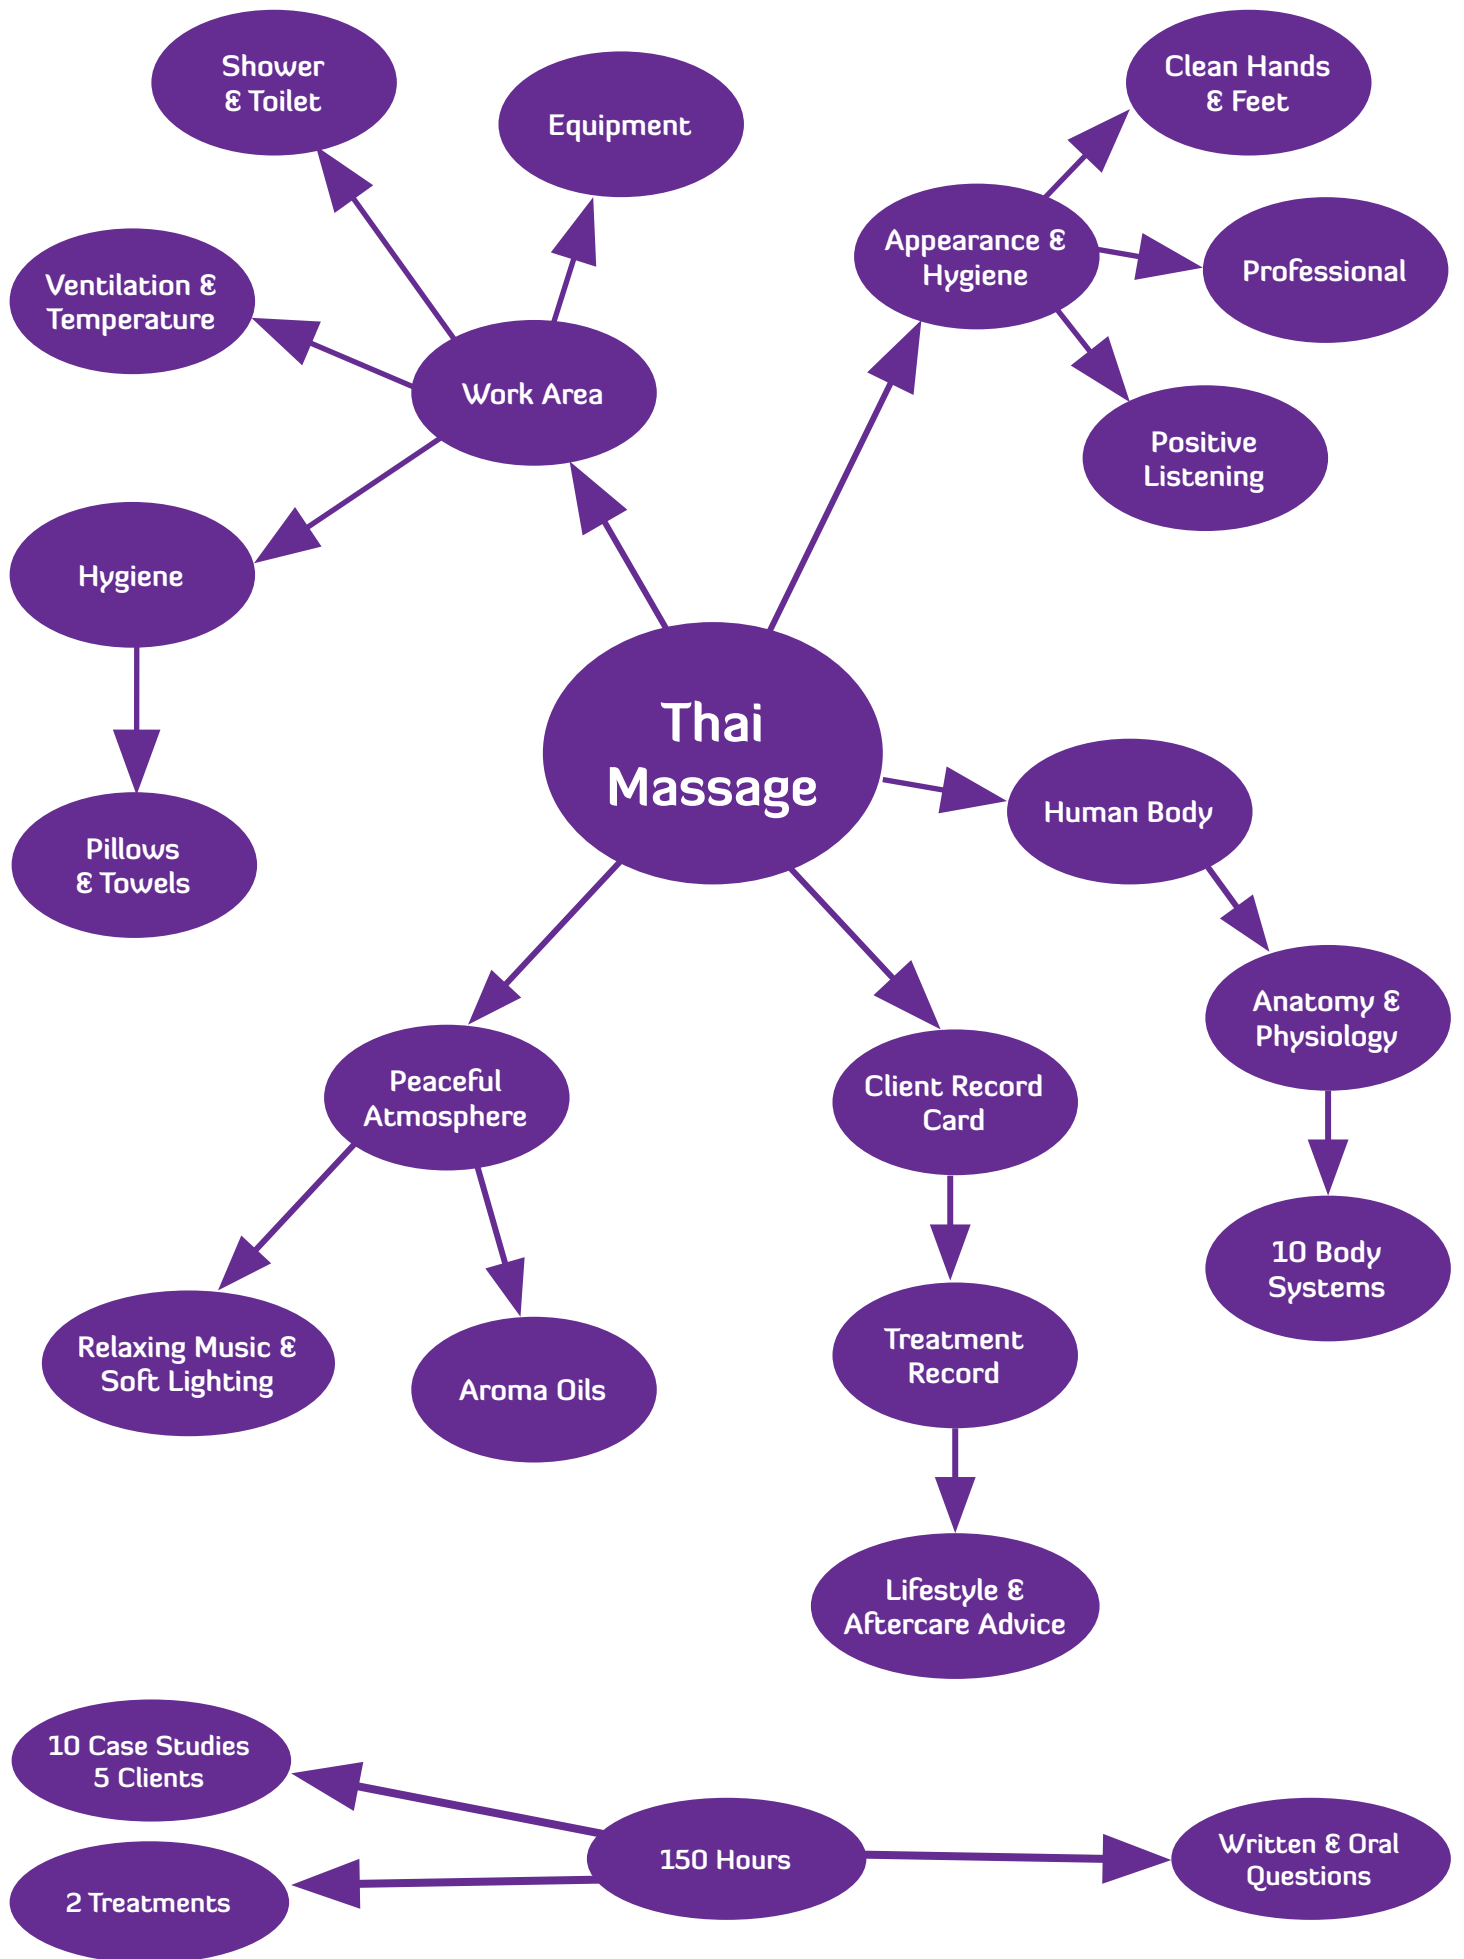 Shower
& Toilet
Equipment
Clean Hands
& Feet
Ventilation &
Temperature
Appearance &
Hygiene
Professional
Work Area
Positive
Listening
Hygiene
Thai
Massage
Human Body
Pillows
& Towels
Anatomy &
Physiology
Peaceful
Atmosphere
Client Record
Card
10 Body
Systems
Relaxing Music &
Soft Lighting
Aroma Oils
Treatment
Record
Lifestyle &
Aftercare Advice
10 Case Studies
5 Clients
150 Hours
Written & Oral
Questions
2 Treatments